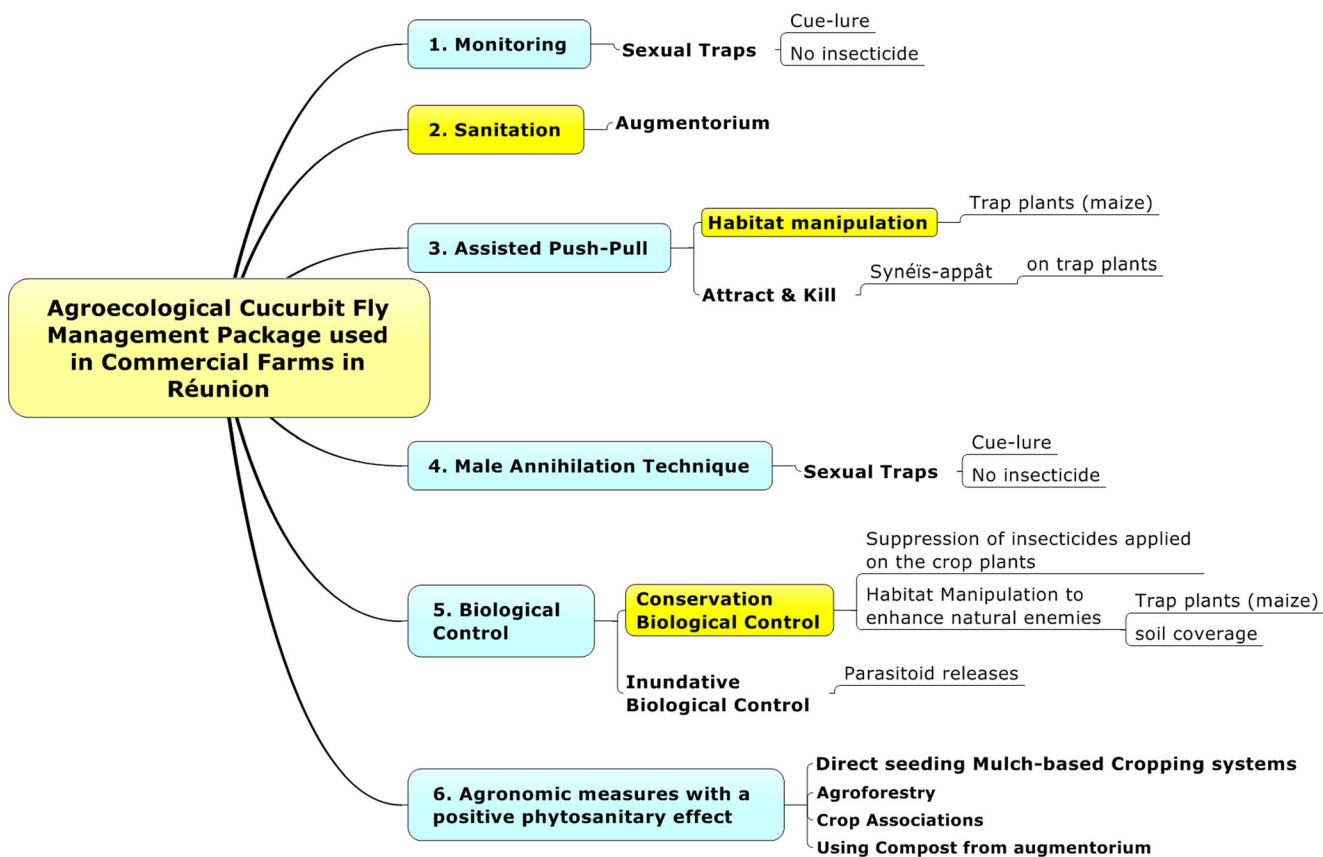 Agroecological Cucurbit Fly
Management Package used
in Commercial Farms in
Réunion
1. Monitoring
Sexual Traps
Cue-lure
No insecticide
2. Sanitation
Augmentorium
3. Assisted Push-Pull
Habitat manipulation
Trap plants (maize)
Attract & Kill
Synéïs-appât
on trap plants
4. Male Annihilation Technique
Sexual Traps
Cue-lure
No insecticide
5. Biological
Control
Conservation
Biological Control
Suppression of insecticides applied
on the crop plants
Habitat Manipulation to
enhance natural enemies
Trap plants (maize)
soil coverage
Inundative
Biological Control
Parasitoid releases
6. Agronomic measures with a
positive phytosanitary effect
Direct seeding Mulch-based Cropping systems
Agroforestry
Crop Associations
Using Compost from augmentorium